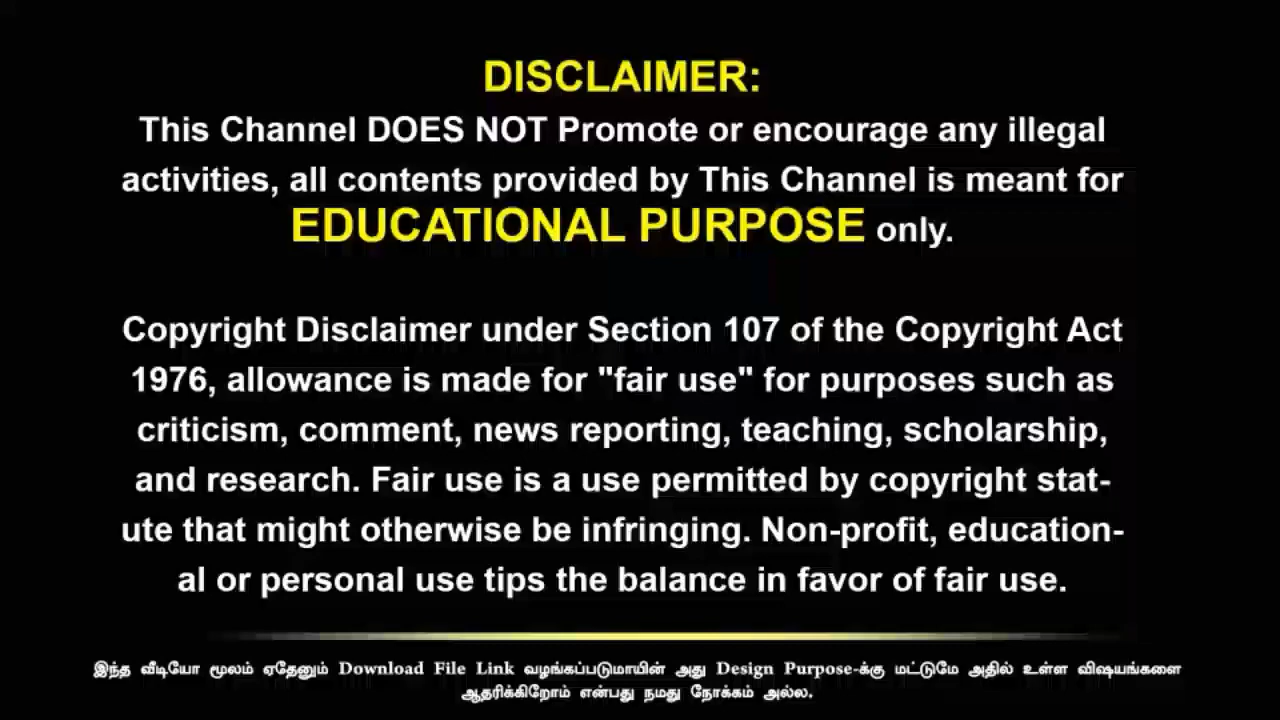 DISCLAIMER:
This Channel DOES NOT Promote or encourage any illegal
activities, all contents provided by This Channel is meant for
EDUCATIONAL PURPOSE only.
Copyright Disclaimer under Section 107 of the Copyright Act
1976, allowance is made for "fair use" for purposes such as
criticism, comment, news reporting, teaching, scholarship,
and research. Fair use is a use permitted by copyright stat-
ute that might otherwise be infringing. Non-profit, education-
al or personal use tips the balance in favor of fair use.
இந்த வீடியோ மூலம் ஏதேனும் Download File Link வழங்கப்படுமாயின் அது Design Purpose-க்கு மட்டுமே அதில் உள்ள விஷயங்களை
ஆதரிக்கிறோம் என்பது நமது நோக்கம் அல்ல.